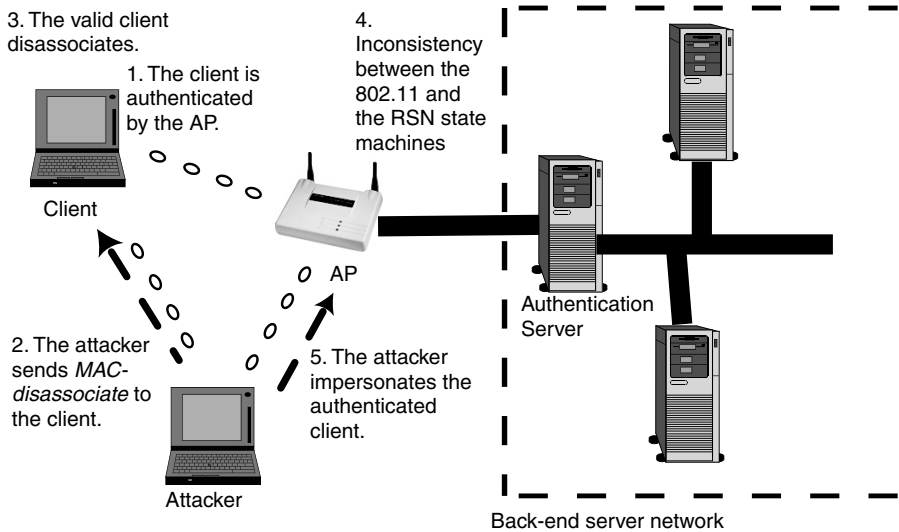 3. The valid client
disassociates.
1. The client is
authenticated
by the AP.
4.
Inconsistency
between the
802.11 and
the RSN state
machines
Client
AP
Authentication
Server
2. The attacker
sends MAC-
disassociate to
the client.
5. The attacker
impersonates the
authenticated
client.
Attacker
Back-end server network